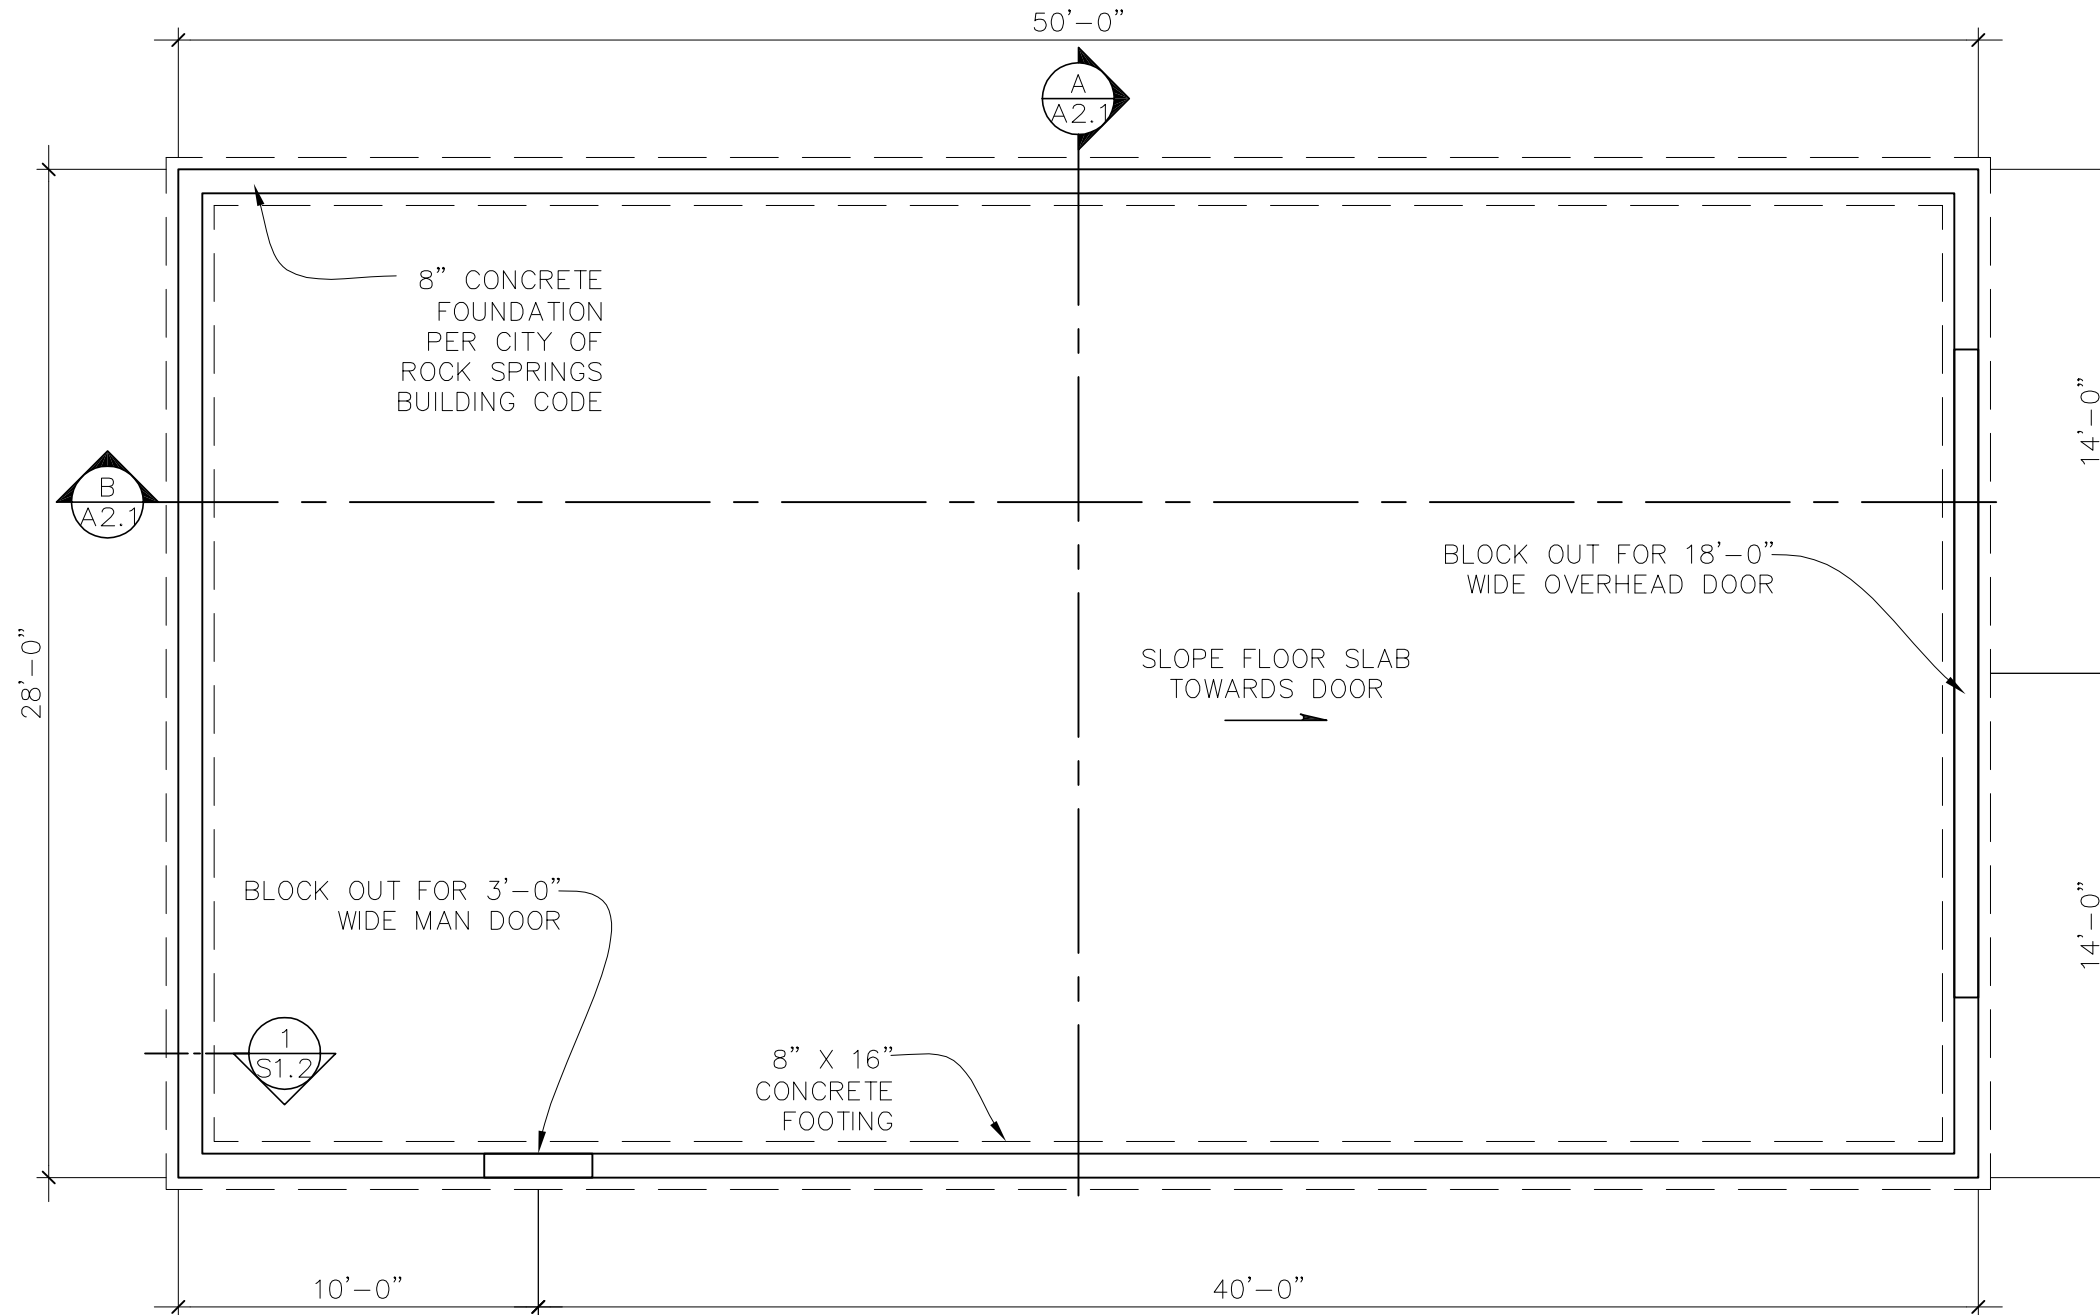 50'-0"
A
A2.1
8" CONCRETE
FOUNDATION
PER CITY OF
ROCK SPRINGS
BUILDING CODE
14'-0"
B
A2.1
BLOCK OUT FOR 18'-0"
WIDE OVERHEAD DOOR
28'-0"
SLOPE FLOOR SLAB
TOWARDS DOOR
BLOCK OUT FOR 3'-0"
WIDE MAN DOOR
14'-0"
1
S1.2
8" X 16"
CONCRETE
FOOTING
10'-0"
40'-0"